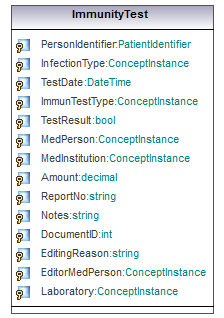 ImmunityTest
PersonIdentifier:PatientIdentifier
InfectionType:ConceptInstance
TestDate:DateTime
ImmunTestType:ConceptInstance
TestResult:bool
MedPerson:ConceptInstance
MedInstitution:ConceptInstance
Amount:decimal
ReportNo:string
Notes:string
DocumentID:int
EditingReason:string
EditorMedPerson:ConceptInstance
Laboratory:ConceptInstance